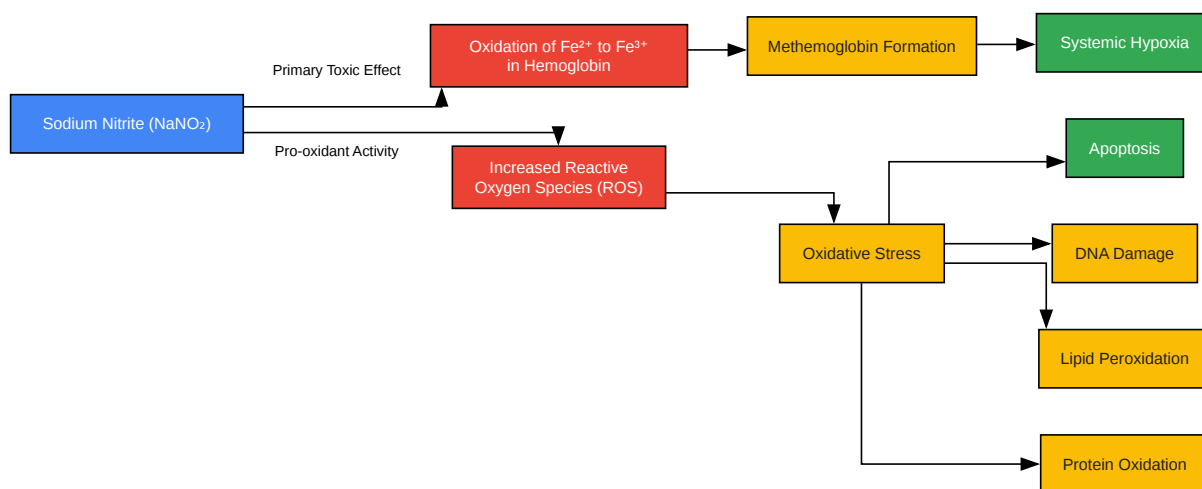 Oxidation of Fe²⁺ to Fe³⁺
in Hemoglobin
Methemoglobin Formation
Systemic Hypoxia
Primary Toxic Effect
Sodium Nitrite (NaNO₂)
Pro-oxidant Activity
Increased Reactive
Oxygen Species (ROS)
Apoptosis
Oxidative Stress
DNA Damage
Lipid Peroxidation
Protein Oxidation